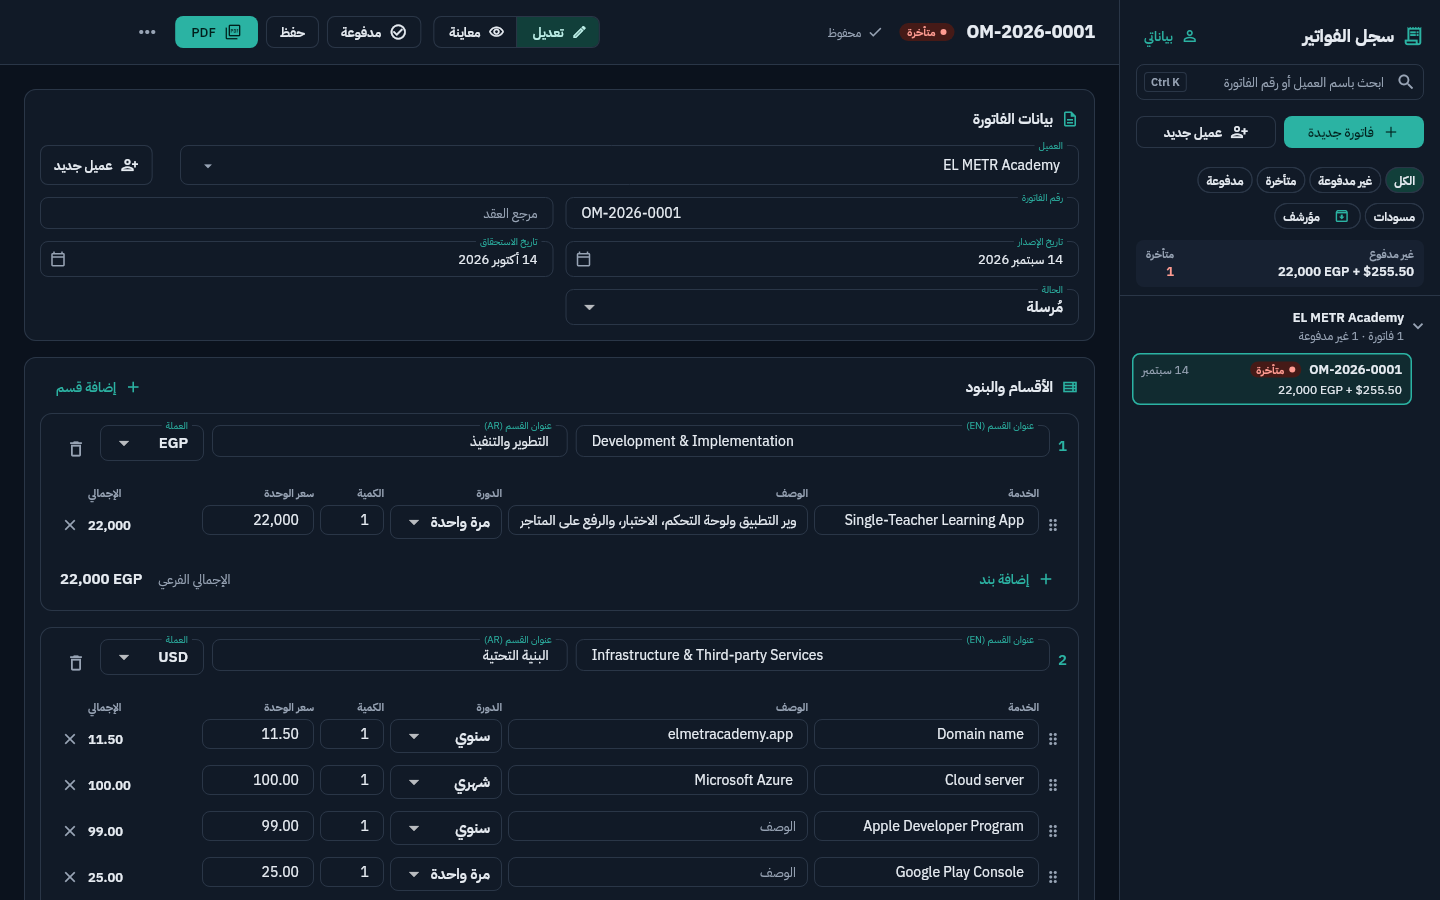 سجل الفواتير
بياناتي
ابحث باسم العميل أو رقم الفاتورة
Ctrl K
فاتورة جديدة
عميل جديد
الكل
غير مدفوعة
متأخرة
مدفوعة
مسودات
مؤرشف
غير مدفوع
متأخرة
22,000 EGP + $255.50
1
EL METR Academy
1 فاتورة · 1 غير مدفوعة
OM-2026-0001
متأخرة
14 سبتمبر
22,000 EGP + $255.50
OM-2026-0001
متأخرة
محفوظ
تعديل
معاينة
مدفوعة
حفظ
PDF
بيانات الفاتورة
العميل
EL METR Academy
عميل جديد
رقم الفاتورة
OM-2026-0001
مرجع العقد
تاريخ الإصدار
14 سبتمبر 2026
تاريخ الاستحقاق
14 أكتوبر 2026
الحالة
مُرسلة
الأقسام والبنود
إضافة قسم
1
عنوان القسم (EN)
Development & Implementation
عنوان القسم (AR)
التطوير والتنفيذ
العملة
EGP
الخدمة
الوصف
الدورة
الكمية
سعر الوحدة
الإجمالي
Single-Teacher Learning App
وير التطبيق ولوحة التحكم، الاختبار، والرفع على المتاجر
مرة واحدة
1
22,000
22,000
إضافة بند
الإجمالي الفرعي
22,000 EGP
2
عنوان القسم (EN)
Infrastructure & Third-party Services
عنوان القسم (AR)
البنية التحتية
العملة
USD
الخدمة
الوصف
الدورة
الكمية
سعر الوحدة
الإجمالي
Domain name
elmetracademy.app
سنوي
1
11.50
11.50
Cloud server
Microsoft Azure
شهري
1
100.00
100.00
Apple Developer Program
الوصف
سنوي
1
99.00
99.00
Google Play Console
الوصف
مرة واحدة
1
25.00
25.00